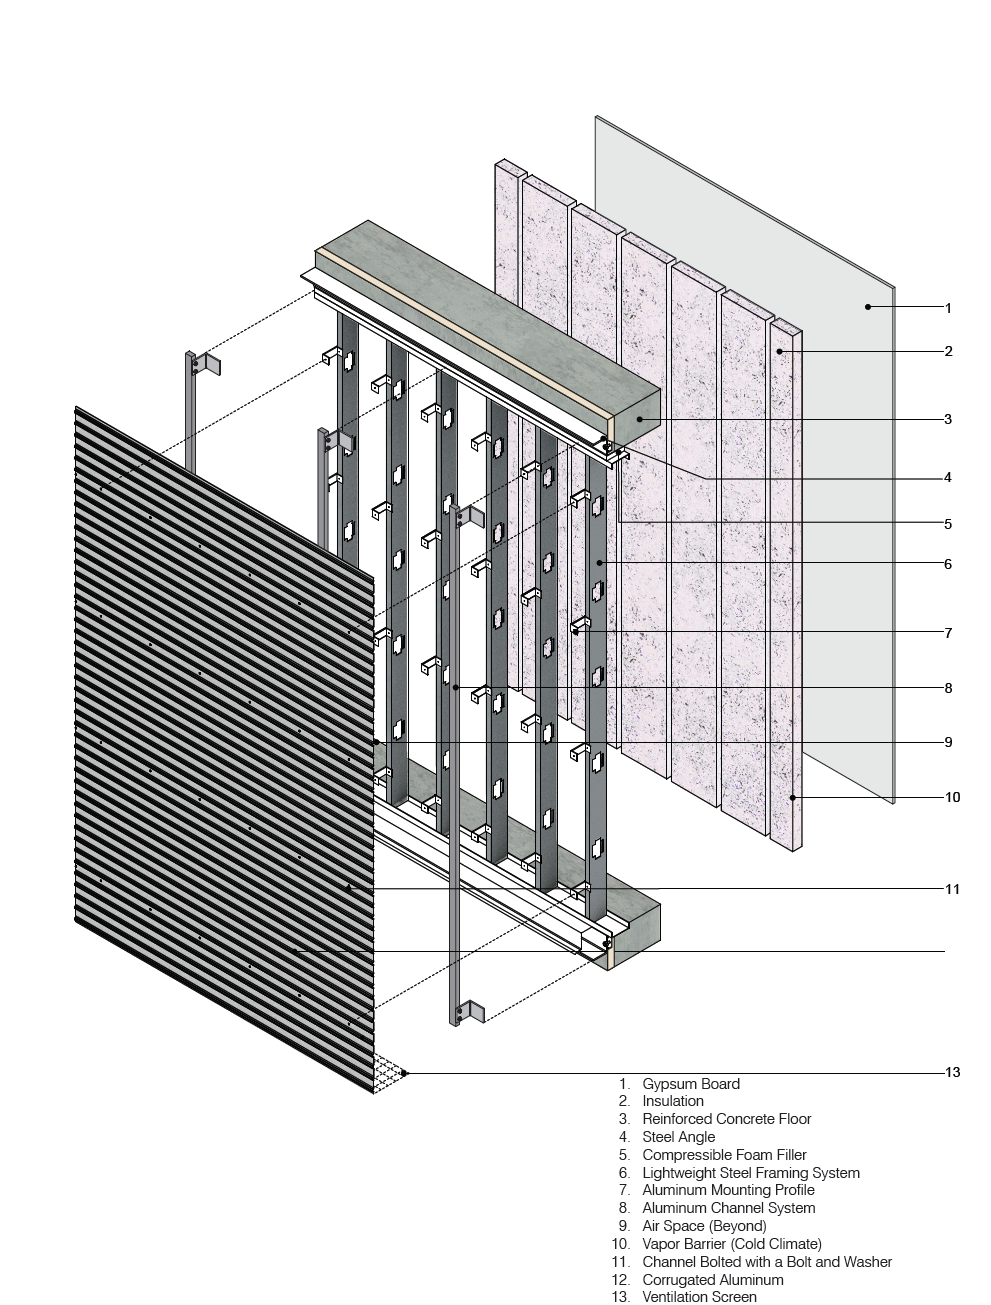 1
2
3
4
5
6
7
8
9
10
11
13
1. Gypsum Board
2. Insulation
3. Reinforced Concrete Floor
4. Steel Angle
5. Compressible Foam Filler
6. Lightweight Steel Framing System
7. Aluminum Mounting Profile
8. Aluminum Channel System
9. Air Space (Beyond)
10. Vapor Barrier (Cold Climate)
11. Channel Bolted with a Bolt and Washer
12. Corrugated Aluminum
13. Ventilation Screen